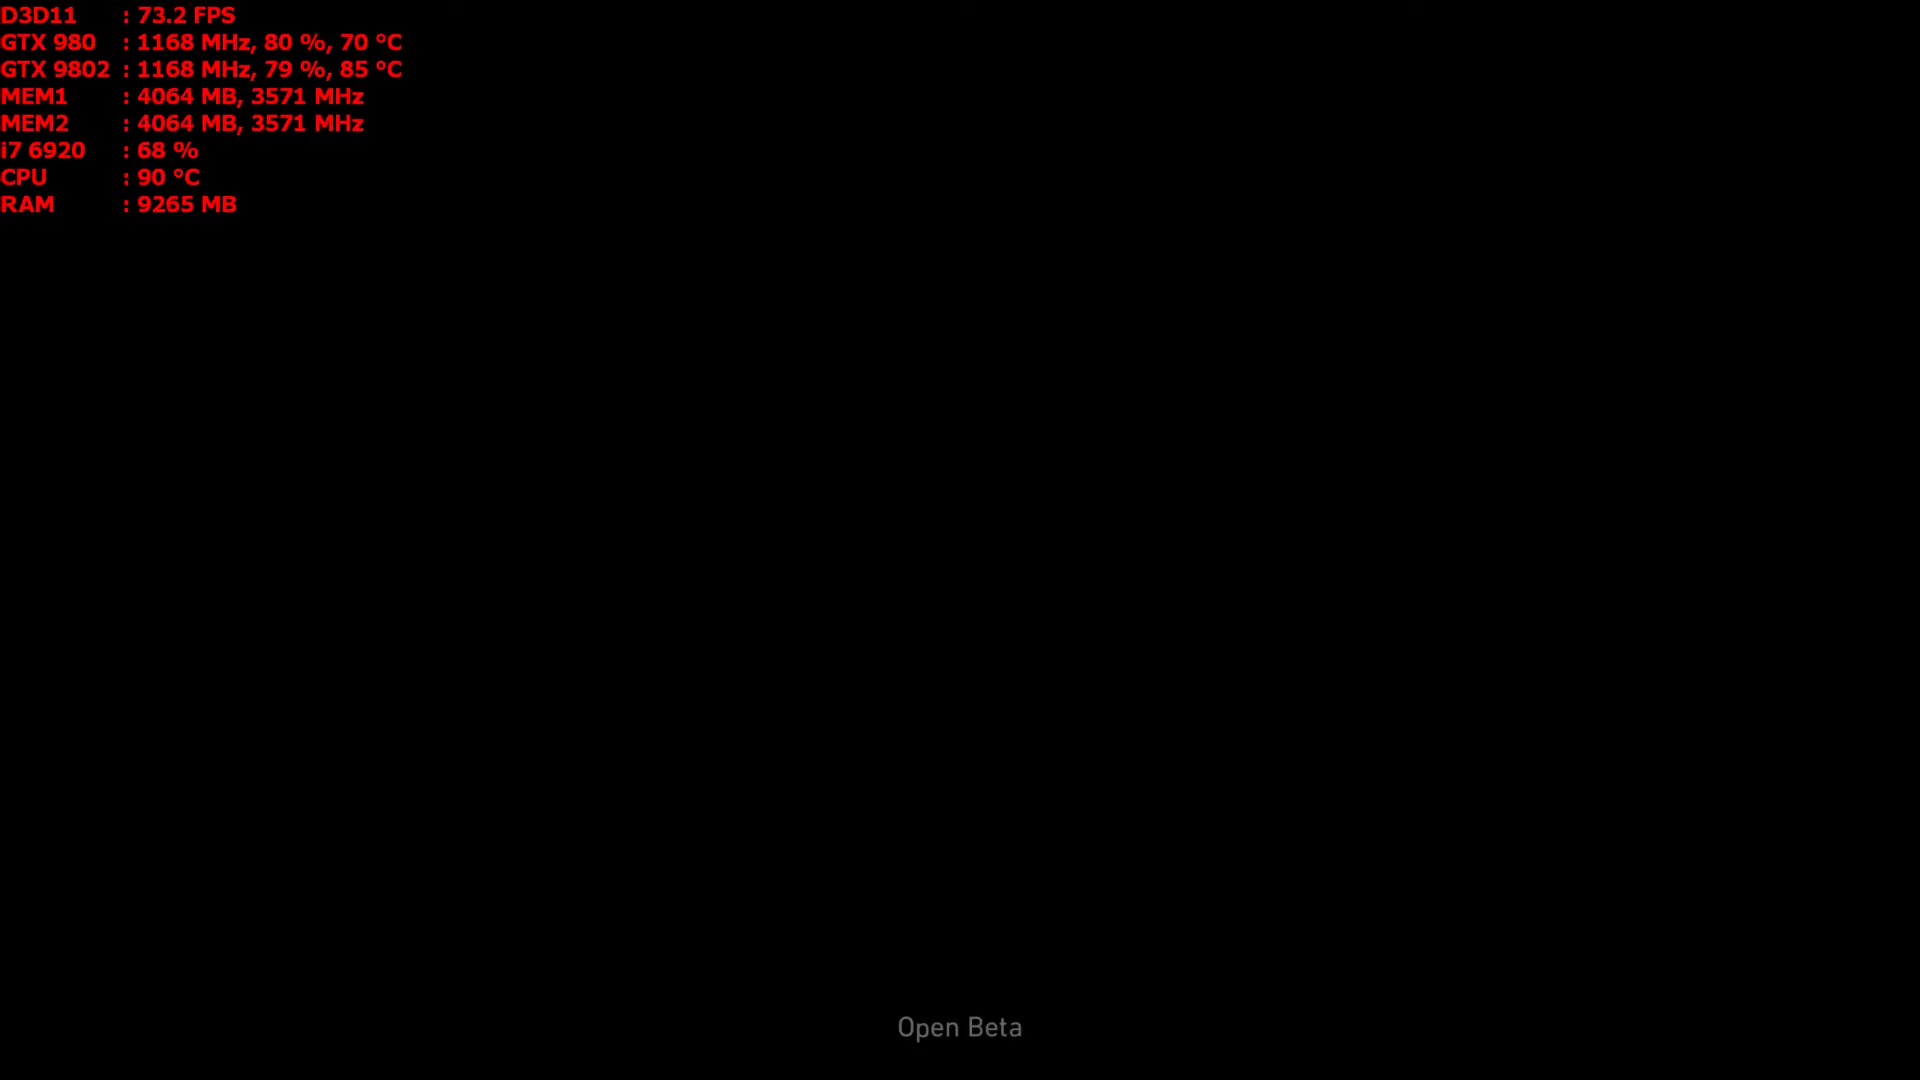 D3D11 : 73.2 FPS
GTX 980 : 1168 MHz, 80 %, 70 °C
GTX 9802 : 1168 MHz, 79 %, 85 °C
MEM1 : 4064 MB, 3571 MHz
MEM2 : 4064 MB, 3571 MHz
i7 6920 : 68 %
CPU : 90 °C
RAM : 9265 MB
Open Beta